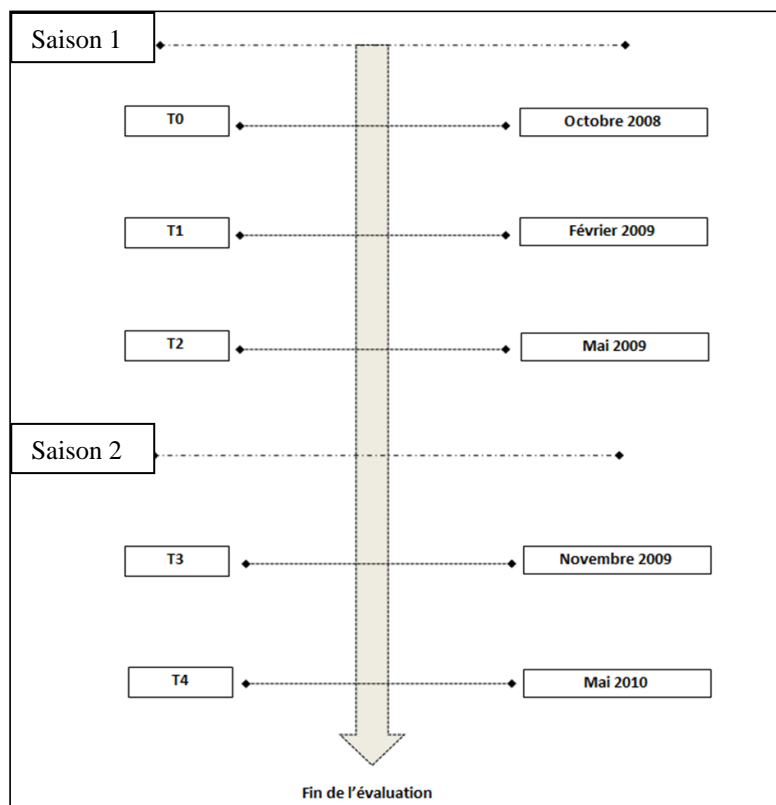 Saison 1
T0
Octobre 2008
T1
Février 2009
T2
Mai 2009
Saison 2
T3
Novembre 2009
T4
Mai 2010
Fin de l'évaluation